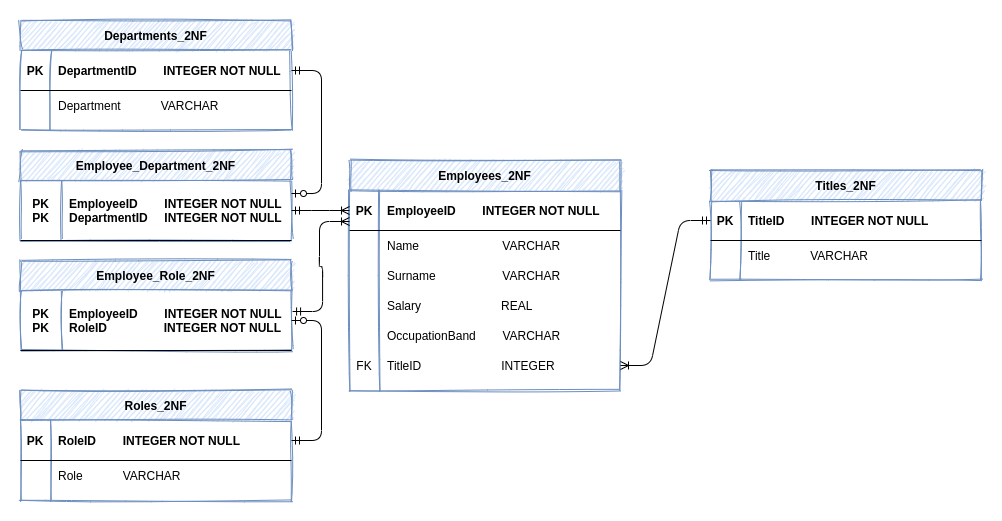 Departments_2NF
PK DepartmentID INTEGER NOT NULL
Department VARCHAR
Employee_Department_2NF
PK EmployeeID INTEGER NOT NULL
PK DepartmentID INTEGER NOT NULL
Employee_Role_2NF
PK EmployeeID INTEGER NOT NULL
PK RoleID INTEGER NOT NULL
Roles_2NF
PK RoleID INTEGER NOT NULL
Role VARCHAR
Employees_2NF
PK EmployeeID INTEGER NOT NULL
Name VARCHAR
Surname VARCHAR
Salary REAL
OccupationBand VARCHAR
FK TitleID INTEGER
Titles_2NF
PK TitleID INTEGER NOT NULL
Title VARCHAR